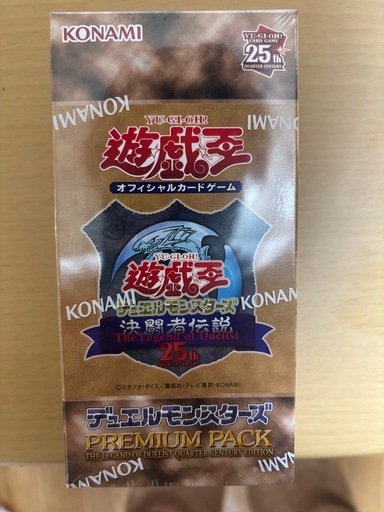 KONAMI
YU-GI-OH!
CARD GAME
25th
QUARTER CENTURY
KONAMI
KONAMI
YU-GI-OH!
遊戯王
オフィシャルカードゲーム
YU-GI-OH!
遊戯王
KONAMI
KONAMI
デュエルモンスターズ
決闘者伝説
The Legend of Duelist
25th
©スタジオ・ダイス/集英社・テレビ東京・KONAMI
デュエルモンスターズ
PREMIUM PACK
THE LEGEND OF DUELIST QUARTER CENTURY EDITION
KONAMI
KONAMI